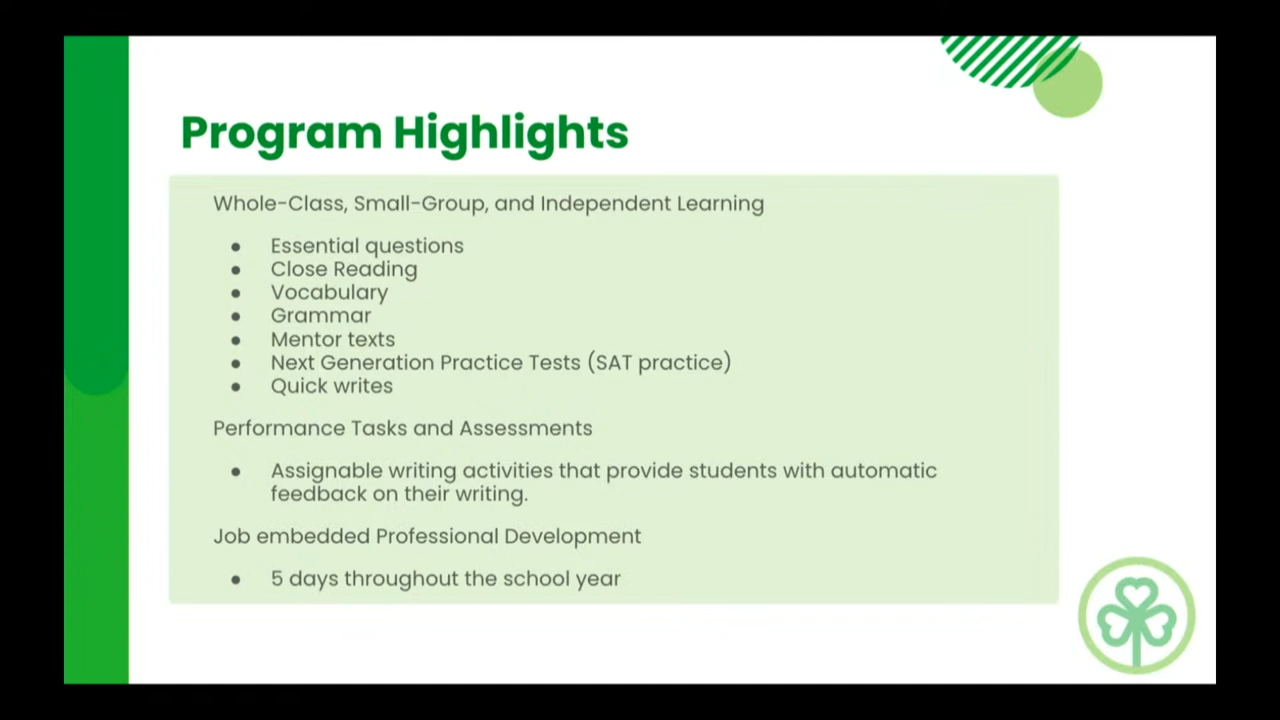 Program Highlights
Whole-Class, Small-Group, and Independent Learning
● Essential questions
● Close Reading
● Vocabulary
● Grammar
● Mentor texts
● Next Generation Practice Tests (SAT practice)
● Quick writes
Performance Tasks and Assessments
● Assignable writing activities that provide students with automatic
feedback on their writing.
Job embedded Professional Development
● 5 days throughout the school year